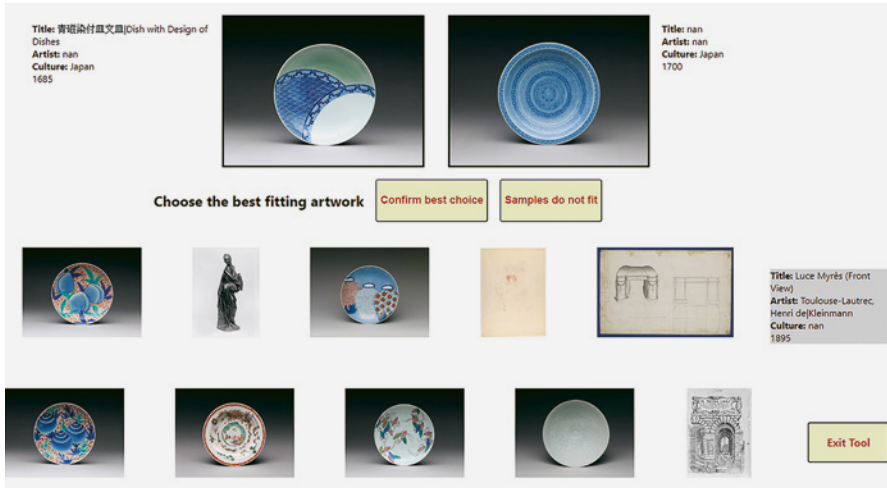 Title: 青磁染付皿文皿|Dish with Design of
Dishes
Artist: nan
Culture: Japan
1685
Title: nan
Artist: nan
Culture: Japan
1700
Choose the best fitting artwork
Confirm best choice
Samples do not fit
Title: Luce Myrès (Front
View)
Artist: Toulouse-Lautrec,
Henri de|Kleinmann
Culture: nan
1895
Exit Tool